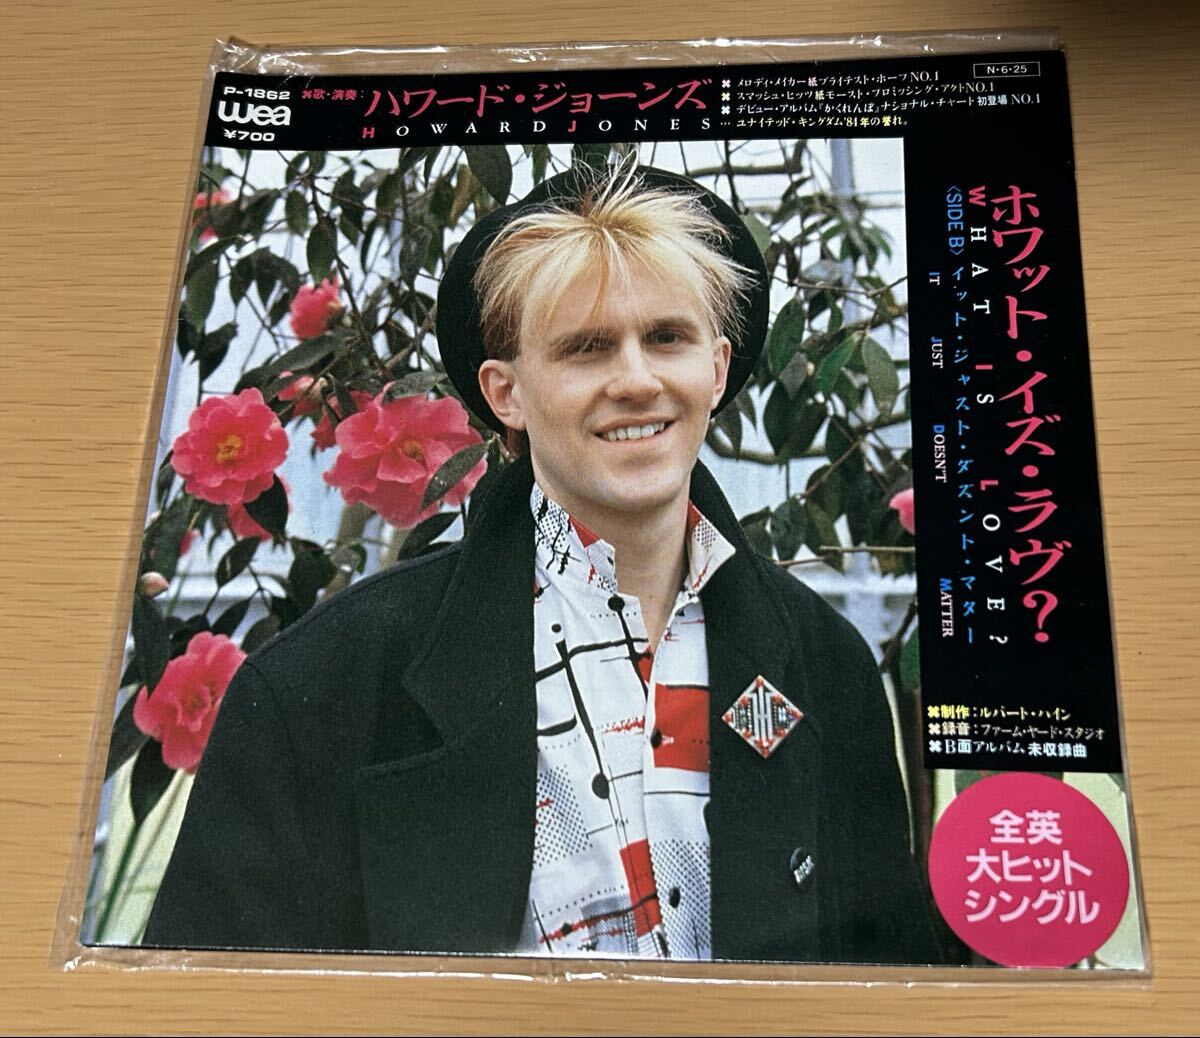 P-1862
wea
¥700
⌘歌・演奏:ハワード・ジョーンズ
HOWARD JONES
⌘メロディ・メイカー紙ブライテスト・ホープNO.1
⌘スマッシュ・ヒッツ紙モースト・プロミッシング・アクトNO.1
⌘デビュー・アルバム『かくれんぼ』ナショナル・チャート初登場NO.1
…ユナイテッド・キングダム'84年の誉れ。
N・6・25
ホワット・イズ・ラヴ?
WHAT IS LOVE?
〈SIDE B〉イット・ジャスト・ダズント・マター
IT JUST DOESN'T MATTER
⌘制作:ルパート・ハイン
⌘録音:ファーム・ヤード・スタジオ
⌘B面アルバム未収録曲
全英
大ヒット
シングル